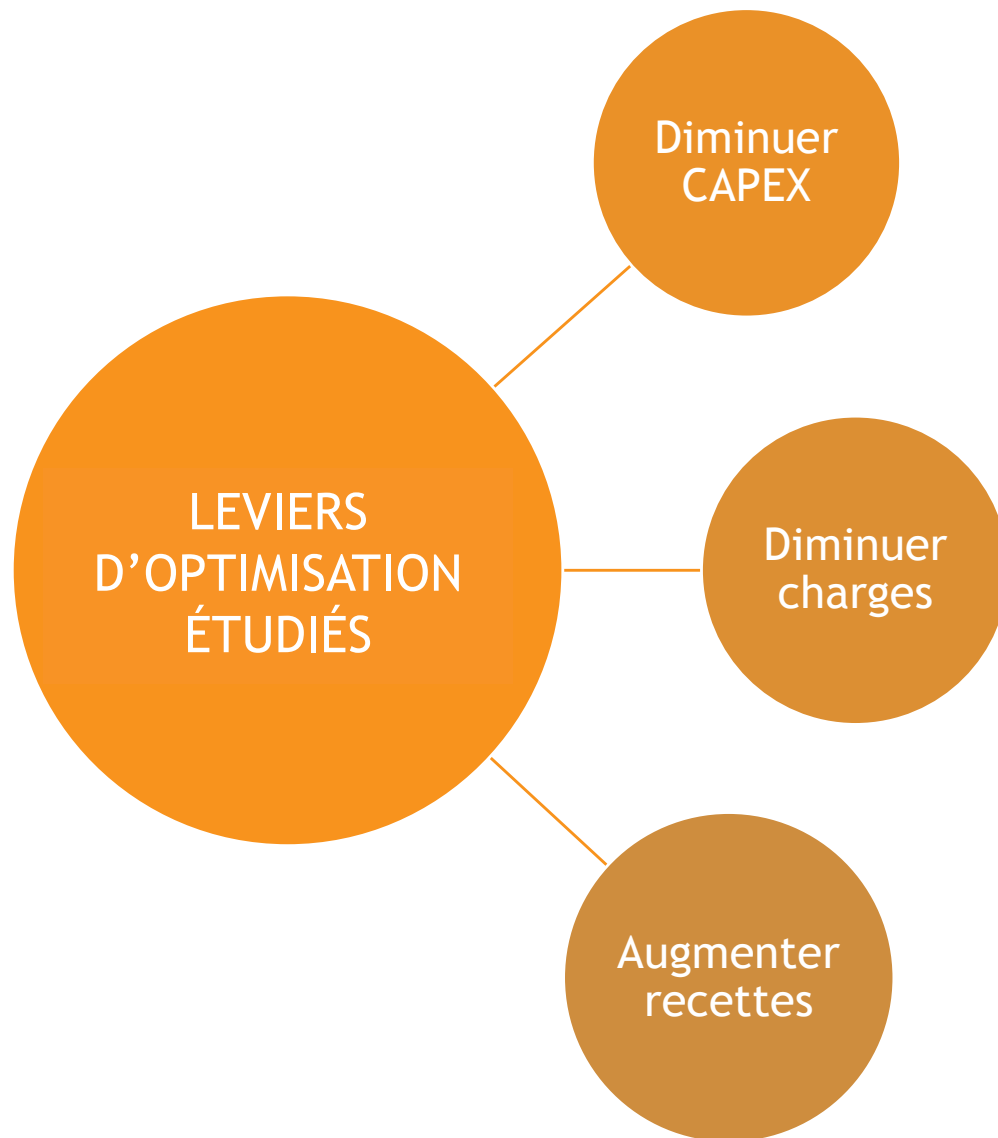 Diminuer
CAPEX
LEVIERS
D’OPTIMISATION
ÉTUDIÉS
Diminuer
charges
Augmenter
recettes